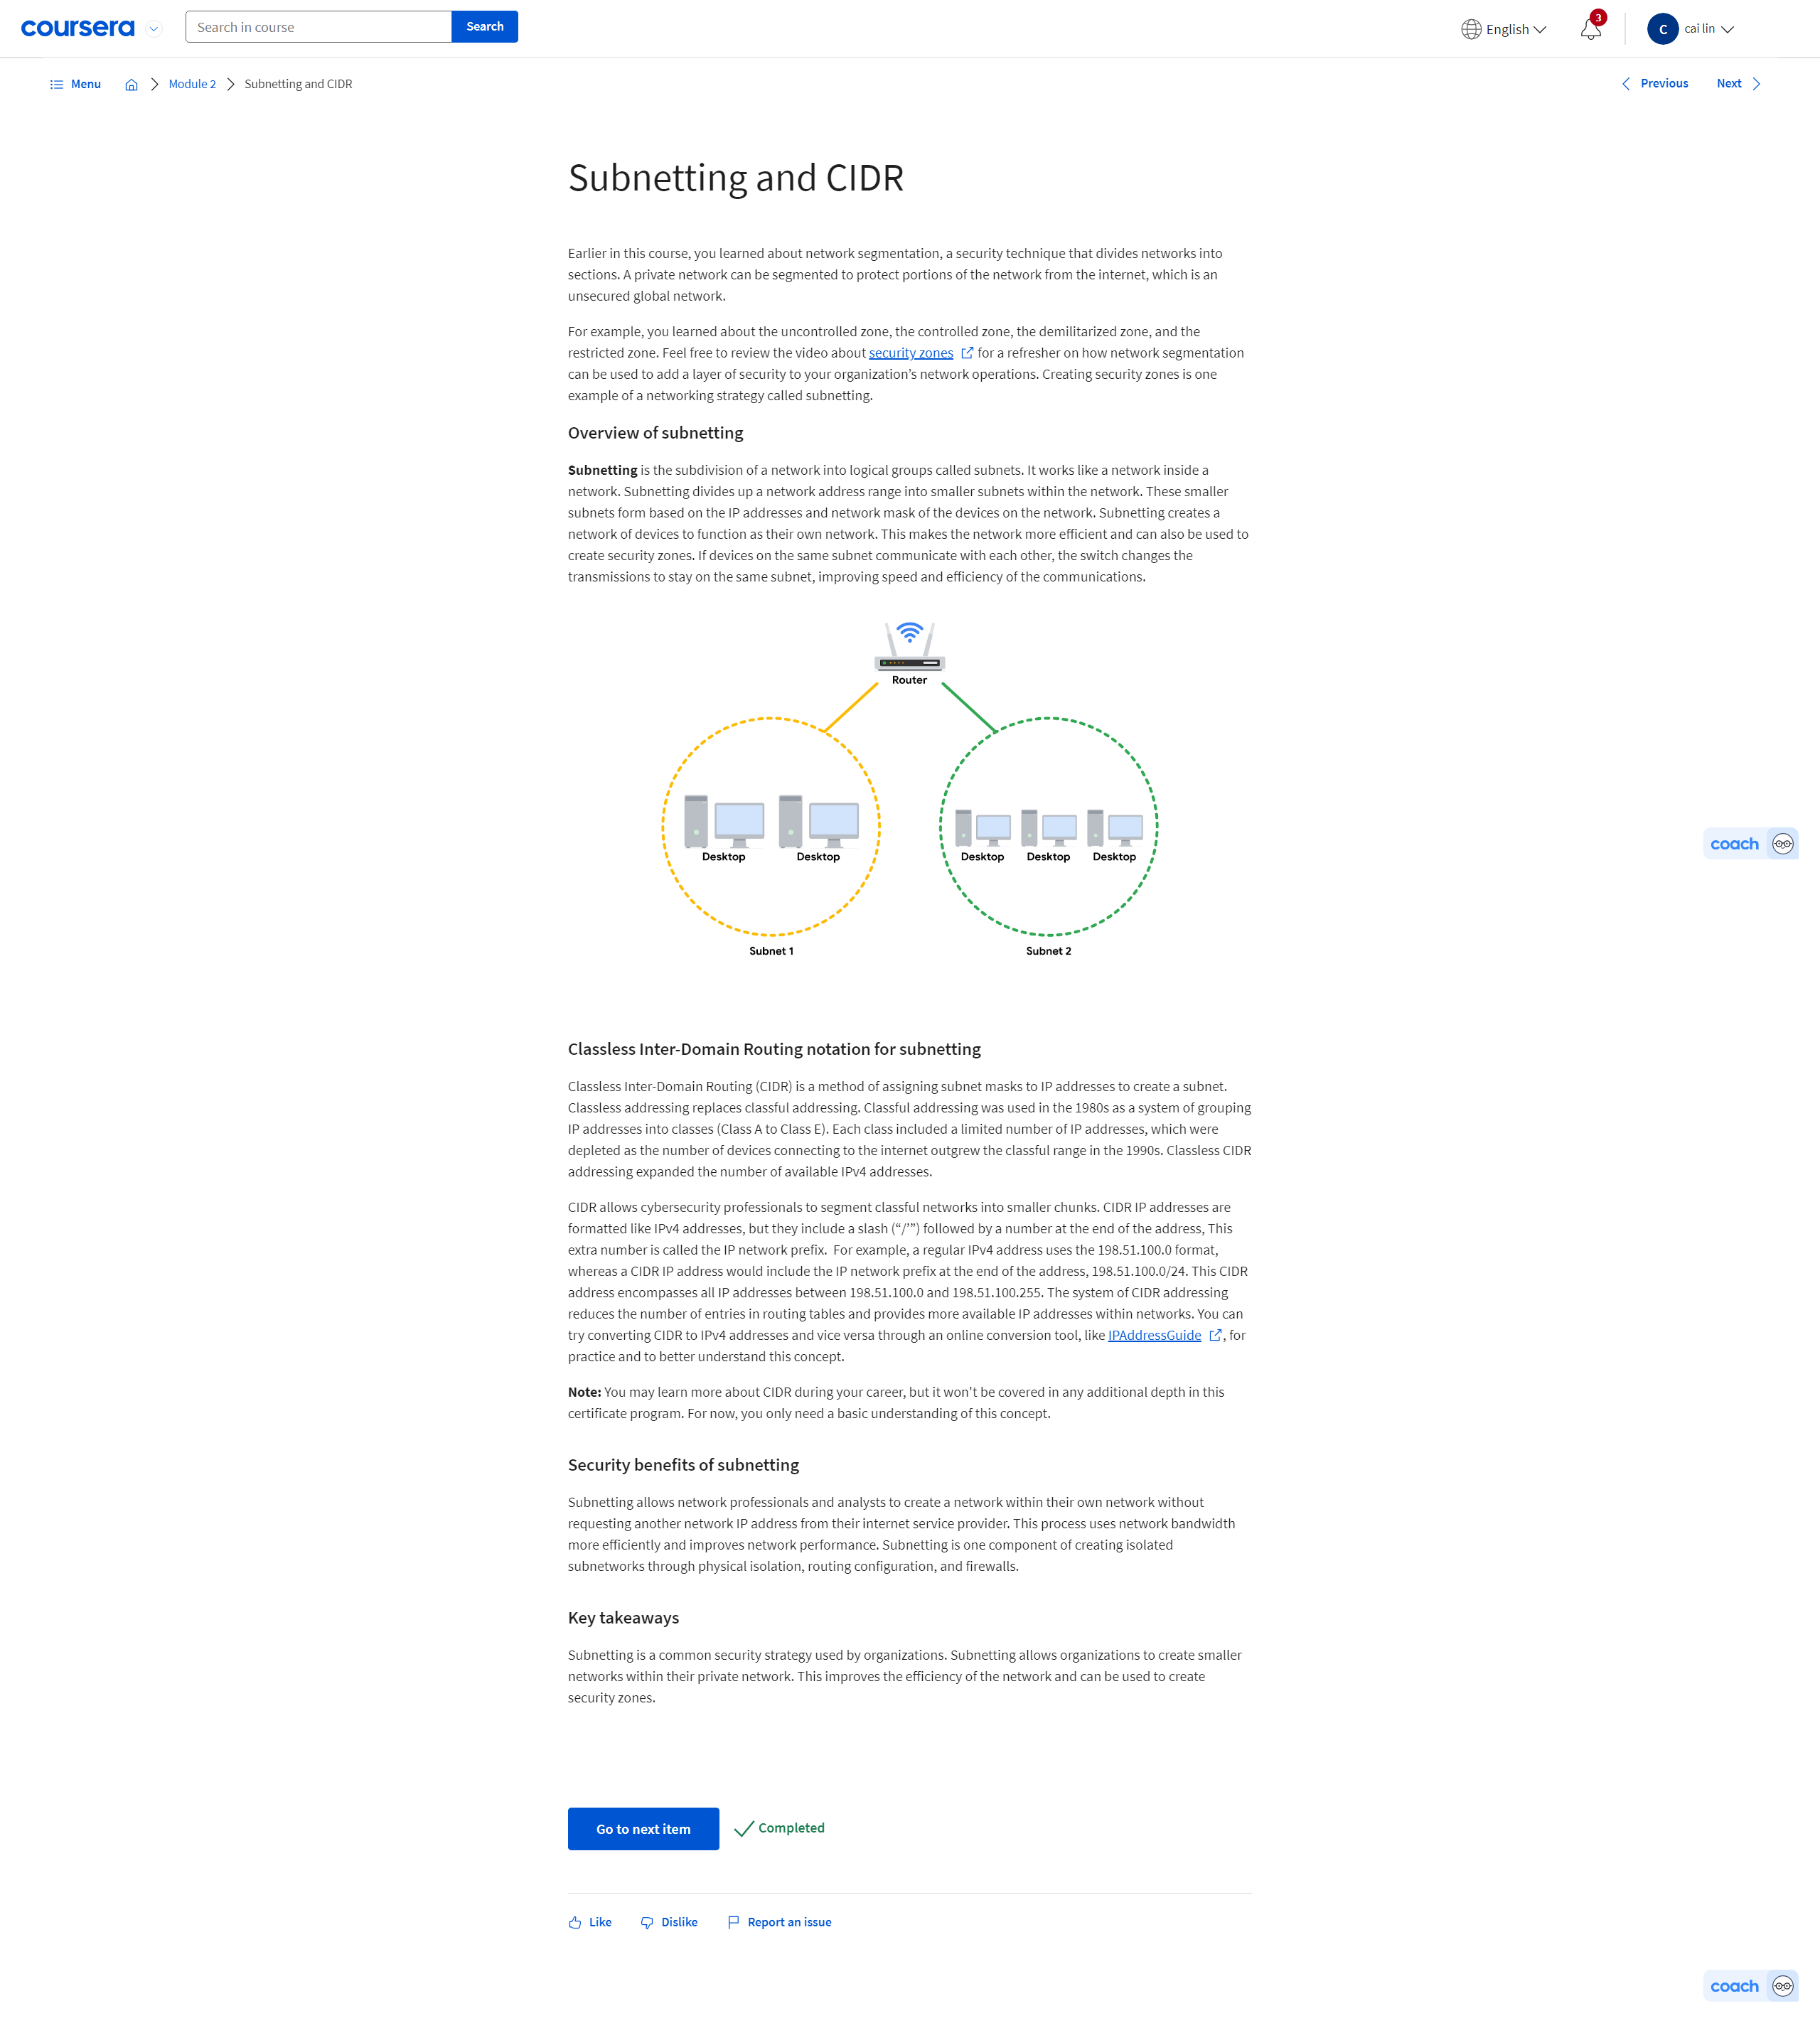 coursera
Search in course
Search
English
3
C
cai lin
Menu
Module 2
Subnetting and CIDR
Previous
Next
Subnetting and CIDR
Earlier in this course, you learned about network segmentation, a security technique that divides networks into
sections. A private network can be segmented to protect portions of the network from the internet, which is an
unsecured global network.
For example, you learned about the uncontrolled zone, the controlled zone, the demilitarized zone, and the
restricted zone. Feel free to review the video about security zones for a refresher on how network segmentation
can be used to add a layer of security to your organization’s network operations. Creating security zones is one
example of a networking strategy called subnetting.
Overview of subnetting
Subnetting is the subdivision of a network into logical groups called subnets. It works like a network inside a
network. Subnetting divides up a network address range into smaller subnets within the network. These smaller
subnets form based on the IP addresses and network mask of the devices on the network. Subnetting creates a
network of devices to function as their own network. This makes the network more efficient and can also be used to
create security zones. If devices on the same subnet communicate with each other, the switch changes the
transmissions to stay on the same subnet, improving speed and efficiency of the communications.
Router
Desktop
Desktop
Desktop
Desktop
Desktop
Subnet 1
Subnet 2
coach
Classless Inter-Domain Routing notation for subnetting
Classless Inter-Domain Routing (CIDR) is a method of assigning subnet masks to IP addresses to create a subnet.
Classless addressing replaces classful addressing. Classful addressing was used in the 1980s as a system of grouping
IP addresses into classes (Class A to Class E). Each class included a limited number of IP addresses, which were
depleted as the number of devices connecting to the internet outgrew the classful range in the 1990s. Classless CIDR
addressing expanded the number of available IPv4 addresses.
CIDR allows cybersecurity professionals to segment classful networks into smaller chunks. CIDR IP addresses are
formatted like IPv4 addresses, but they include a slash (“/’”) followed by a number at the end of the address, This
extra number is called the IP network prefix.  For example, a regular IPv4 address uses the 198.51.100.0 format,
whereas a CIDR IP address would include the IP network prefix at the end of the address, 198.51.100.0/24. This CIDR
address encompasses all IP addresses between 198.51.100.0 and 198.51.100.255. The system of CIDR addressing
reduces the number of entries in routing tables and provides more available IP addresses within networks. You can
try converting CIDR to IPv4 addresses and vice versa through an online conversion tool, like IPAddressGuide , for
practice and to better understand this concept.
Note: You may learn more about CIDR during your career, but it won't be covered in any additional depth in this
certificate program. For now, you only need a basic understanding of this concept.
Security benefits of subnetting
Subnetting allows network professionals and analysts to create a network within their own network without
requesting another network IP address from their internet service provider. This process uses network bandwidth
more efficiently and improves network performance. Subnetting is one component of creating isolated
subnetworks through physical isolation, routing configuration, and firewalls.
Key takeaways
Subnetting is a common security strategy used by organizations. Subnetting allows organizations to create smaller
networks within their private network. This improves the efficiency of the network and can be used to create
security zones.
Go to next item
Completed
Like
Dislike
Report an issue
coach